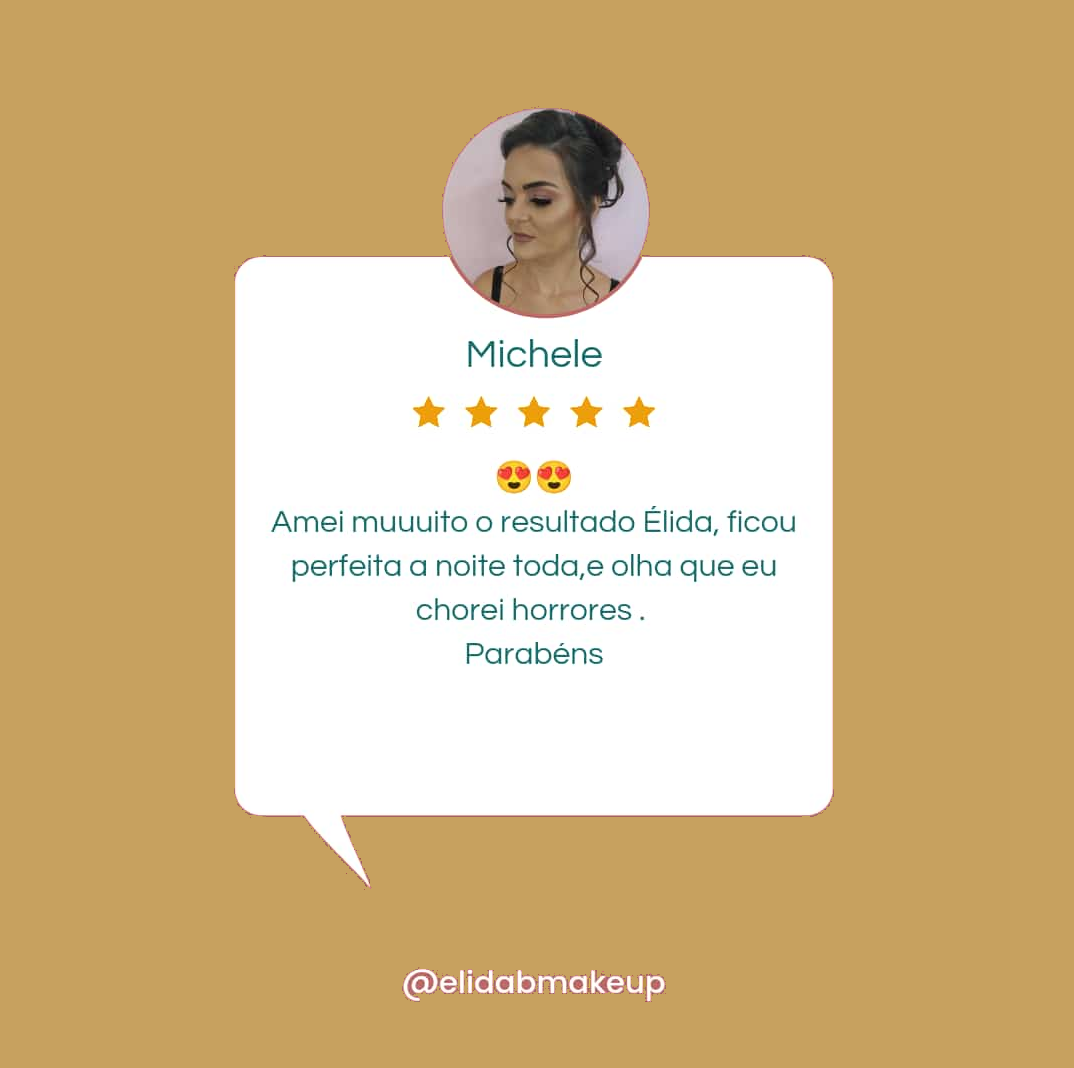 Michele
😍😍
Amei muuuito o resultado Élida, ficou
perfeita a noite toda,e olha que eu
chorei horrores .
Parabéns
@elidabmakeup